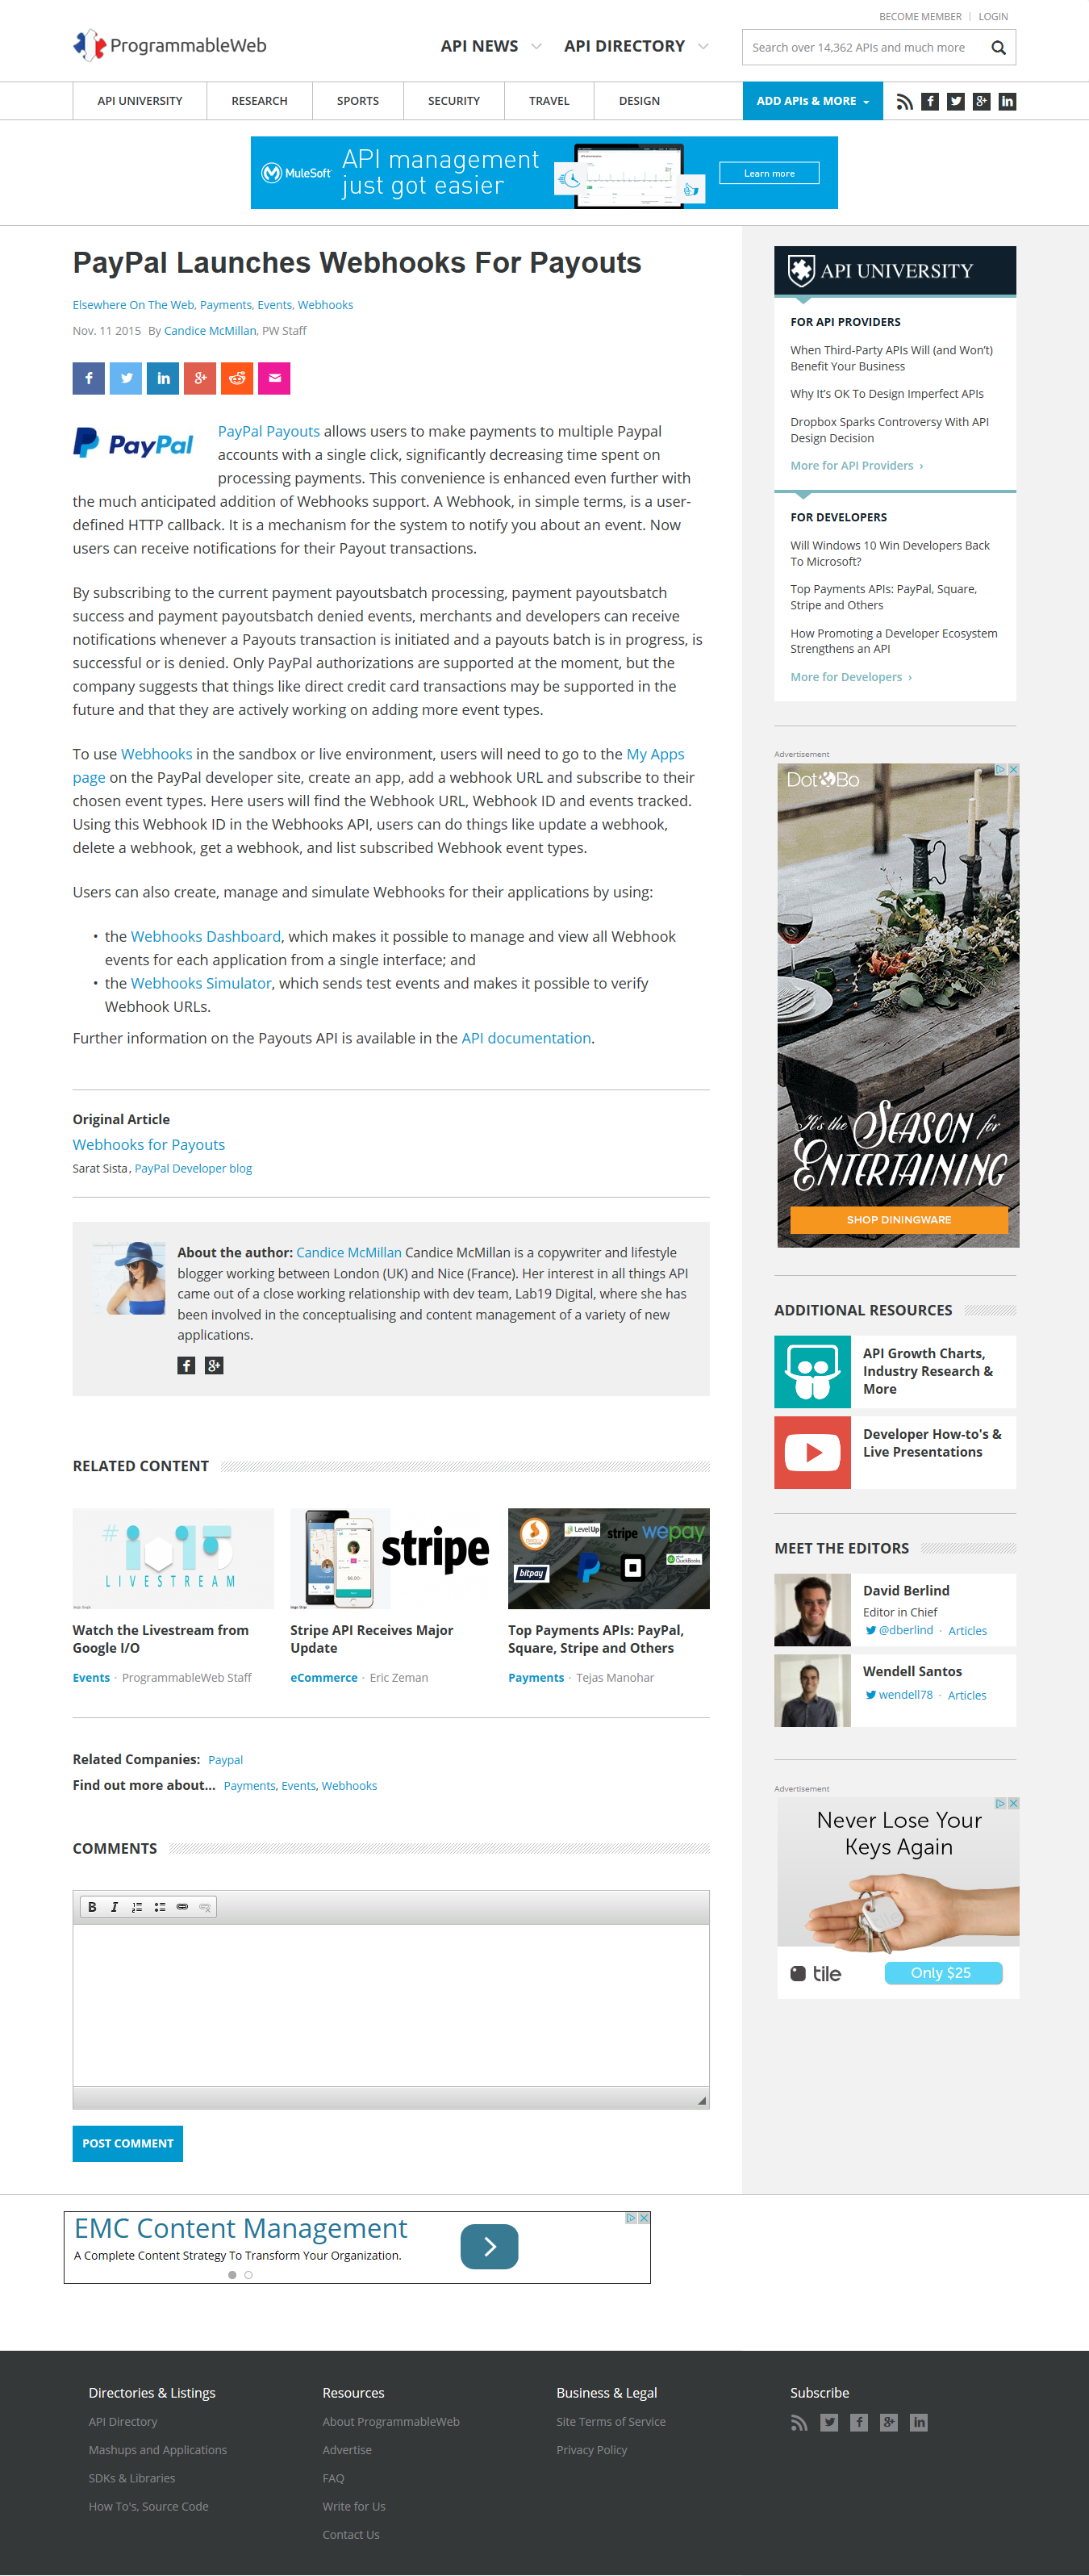 BECOME MEMBER | LOGIN
ProgrammableWeb
API NEWS
API DIRECTORY
Search over 14,362 APIs and much more
API UNIVERSITY
RESEARCH
SPORTS
SECURITY
TRAVEL
DESIGN
ADD APIs & MORE
MuleSoft
API management
just got easier
Learn more
PayPal Launches Webhooks For Payouts
Elsewhere On The Web, Payments, Events, Webhooks
Nov. 11 2015 By Candice McMillan, PW Staff
PayPal
PayPal Payouts allows users to make payments to multiple Paypal
accounts with a single click, significantly decreasing time spent on
processing payments. This convenience is enhanced even further with
the much anticipated addition of Webhooks support. A Webhook, in simple terms, is a user-
defined HTTP callback. It is a mechanism for the system to notify you about an event. Now
users can receive notifications for their Payout transactions.
By subscribing to the current payment payoutsbatch processing, payment payoutsbatch
success and payment payoutsbatch denied events, merchants and developers can receive
notifications whenever a Payouts transaction is initiated and a payouts batch is in progress, is
successful or is denied. Only PayPal authorizations are supported at the moment, but the
company suggests that things like direct credit card transactions may be supported in the
future and that they are actively working on adding more event types.
To use Webhooks in the sandbox or live environment, users will need to go to the My Apps
page on the PayPal developer site, create an app, add a webhook URL and subscribe to their
chosen event types. Here users will find the Webhook URL, Webhook ID and events tracked.
Using this Webhook ID in the Webhooks API, users can do things like update a webhook,
delete a webhook, get a webhook, and list subscribed Webhook event types.
Users can also create, manage and simulate Webhooks for their applications by using:
• the Webhooks Dashboard, which makes it possible to manage and view all Webhook
events for each application from a single interface; and
• the Webhooks Simulator, which sends test events and makes it possible to verify
Webhook URLs.
Further information on the Payouts API is available in the API documentation.
Original Article
Webhooks for Payouts
Sarat Sista, PayPal Developer blog
About the author: Candice McMillan Candice McMillan is a copywriter and lifestyle
blogger working between London (UK) and Nice (France). Her interest in all things API
came out of a close working relationship with dev team, Lab19 Digital, where she has
been involved in the conceptualising and content management of a variety of new
applications.
RELATED CONTENT
#io15
LIVESTREAM
Watch the Livestream from
Google I/O
Events · ProgrammableWeb Staff
stripe
Stripe API Receives Major
Update
eCommerce · Eric Zeman
LevelUp
stripe
wepay
bitpay
QuickBooks
Top Payments APIs: PayPal,
Square, Stripe and Others
Payments · Tejas Manohar
Related Companies: Paypal
Find out more about... Payments, Events, Webhooks
COMMENTS
B I
POST COMMENT
API UNIVERSITY
FOR API PROVIDERS
When Third-Party APIs Will (and Won't)
Benefit Your Business
Why It's OK To Design Imperfect APIs
Dropbox Sparks Controversy With API
Design Decision
More for API Providers ›
FOR DEVELOPERS
Will Windows 10 Win Developers Back
To Microsoft?
Top Payments APIs: PayPal, Square,
Stripe and Others
How Promoting a Developer Ecosystem
Strengthens an API
More for Developers ›
Advertisement
Dot&Bo
It's the SEASON for
ENTERTAINING
SHOP DININGWARE
ADDITIONAL RESOURCES
API Growth Charts,
Industry Research &
More
Developer How-to's &
Live Presentations
MEET THE EDITORS
David Berlind
Editor in Chief
@dberlind · Articles
Wendell Santos
wendell78 · Articles
Advertisement
Never Lose Your
Keys Again
tile
tile
Only $25
EMC Content Management
A Complete Content Strategy To Transform Your Organization.
Directories & Listings
API Directory
Mashups and Applications
SDKs & Libraries
How To's, Source Code
Resources
About ProgrammableWeb
Advertise
FAQ
Write for Us
Contact Us
Business & Legal
Site Terms of Service
Privacy Policy
Subscribe